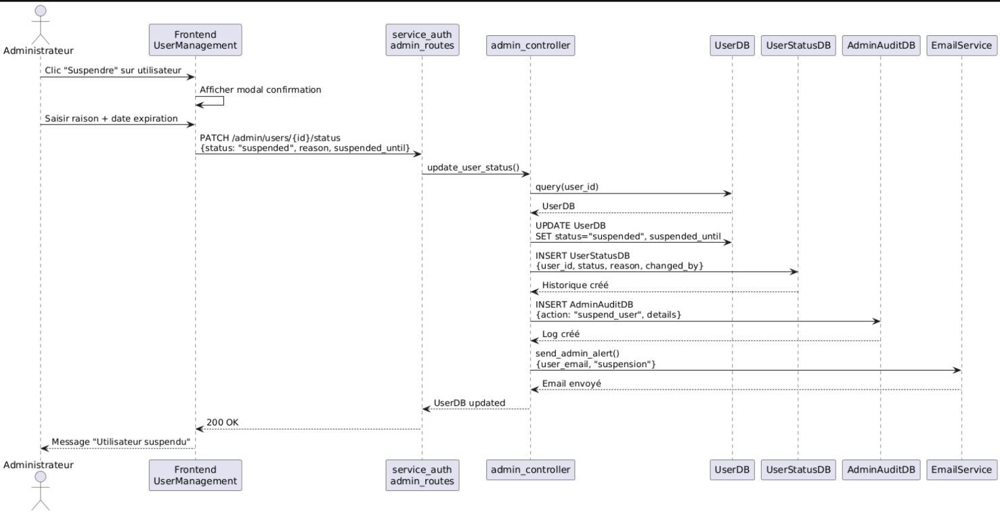 Administrateur
Frontend
UserManagement
service_auth
admin_routes
admin_controller
UserDB
UserStatusDB
AdminAuditDB
EmailService
Clic "Suspendre" sur utilisateur
Afficher modal confirmation
Saisir raison + date expiration
PATCH /admin/users/{id}/status
{status: "suspended", reason, suspended_until}
update_user_status()
query(user_id)
UserDB
UPDATE UserDB
SET status="suspended", suspended_until
INSERT UserStatusDB
{user_id, status, reason, changed_by}
Historique créé
INSERT AdminAuditDB
{action: "suspend_user", details}
Log créé
send_admin_alert()
{user_email, "suspension"}
Email envoyé
UserDB updated
200 OK
Message "Utilisateur suspendu"
Administrateur
Frontend
UserManagement
service_auth
admin_routes
admin_controller
UserDB
UserStatusDB
AdminAuditDB
EmailService